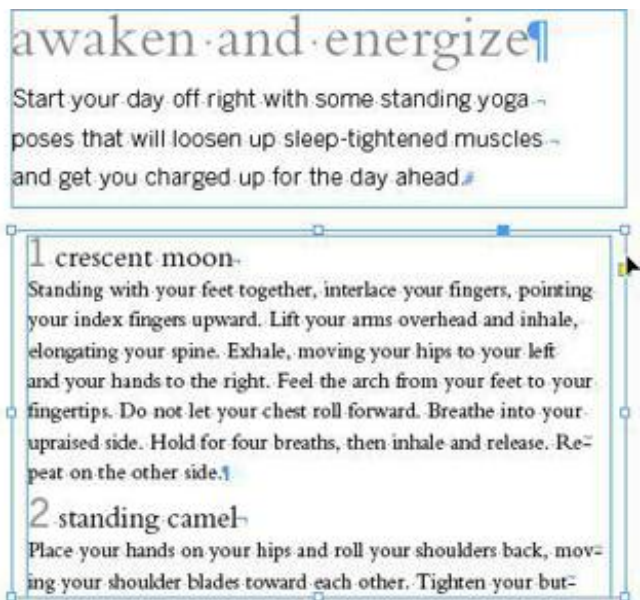 awaken and energize¶
Start your day off right with some standing yoga ¬
poses that will loosen up sleep-tightened muscles ¬
and get you charged up for the day ahead.#
1 crescent moon¬
Standing with your feet together, interlace your fingers, pointing
your index fingers upward. Lift your arms overhead and inhale,
elongating your spine. Exhale, moving your hips to your left
and your hands to the right. Feel the arch from your feet to your
fingertips. Do not let your chest roll forward. Breathe into your
upraised side. Hold for four breaths, then inhale and release. Re-
peat on the other side.¶
2 standing camel¬
Place your hands on your hips and roll your shoulders back, mov-
ing your shoulder blades toward each other. Tighten your but-